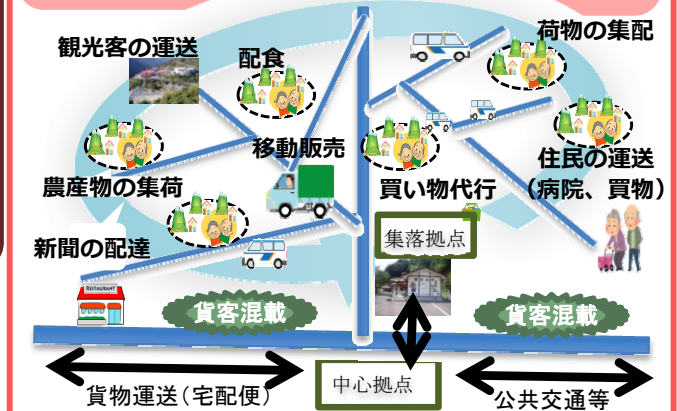 観光客の運送
配食
荷物の集配
移動販売
農産物の集荷
買い物代行
住民の運送
（病院、買物）
新聞の配達
集落拠点
RESTAURANT
貨客混載
貨客混載
貨物運送（宅配便）
中心拠点
公共交通等